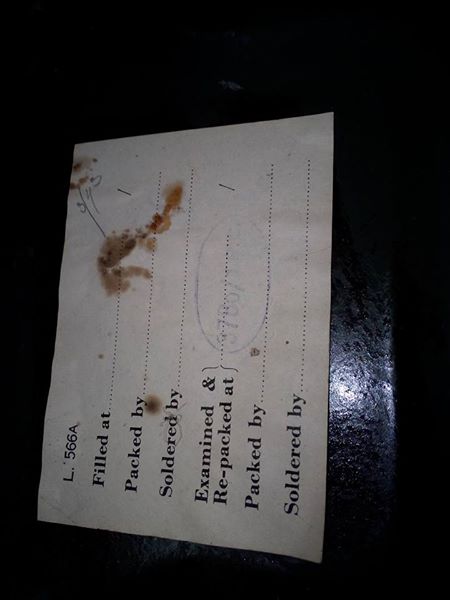 L. 566A
Filled at ........................ /
Packed by ........................
Soldered by ........................
Examined &
Re-packed at } ........................ /
Packed by ........................
Soldered by ........................